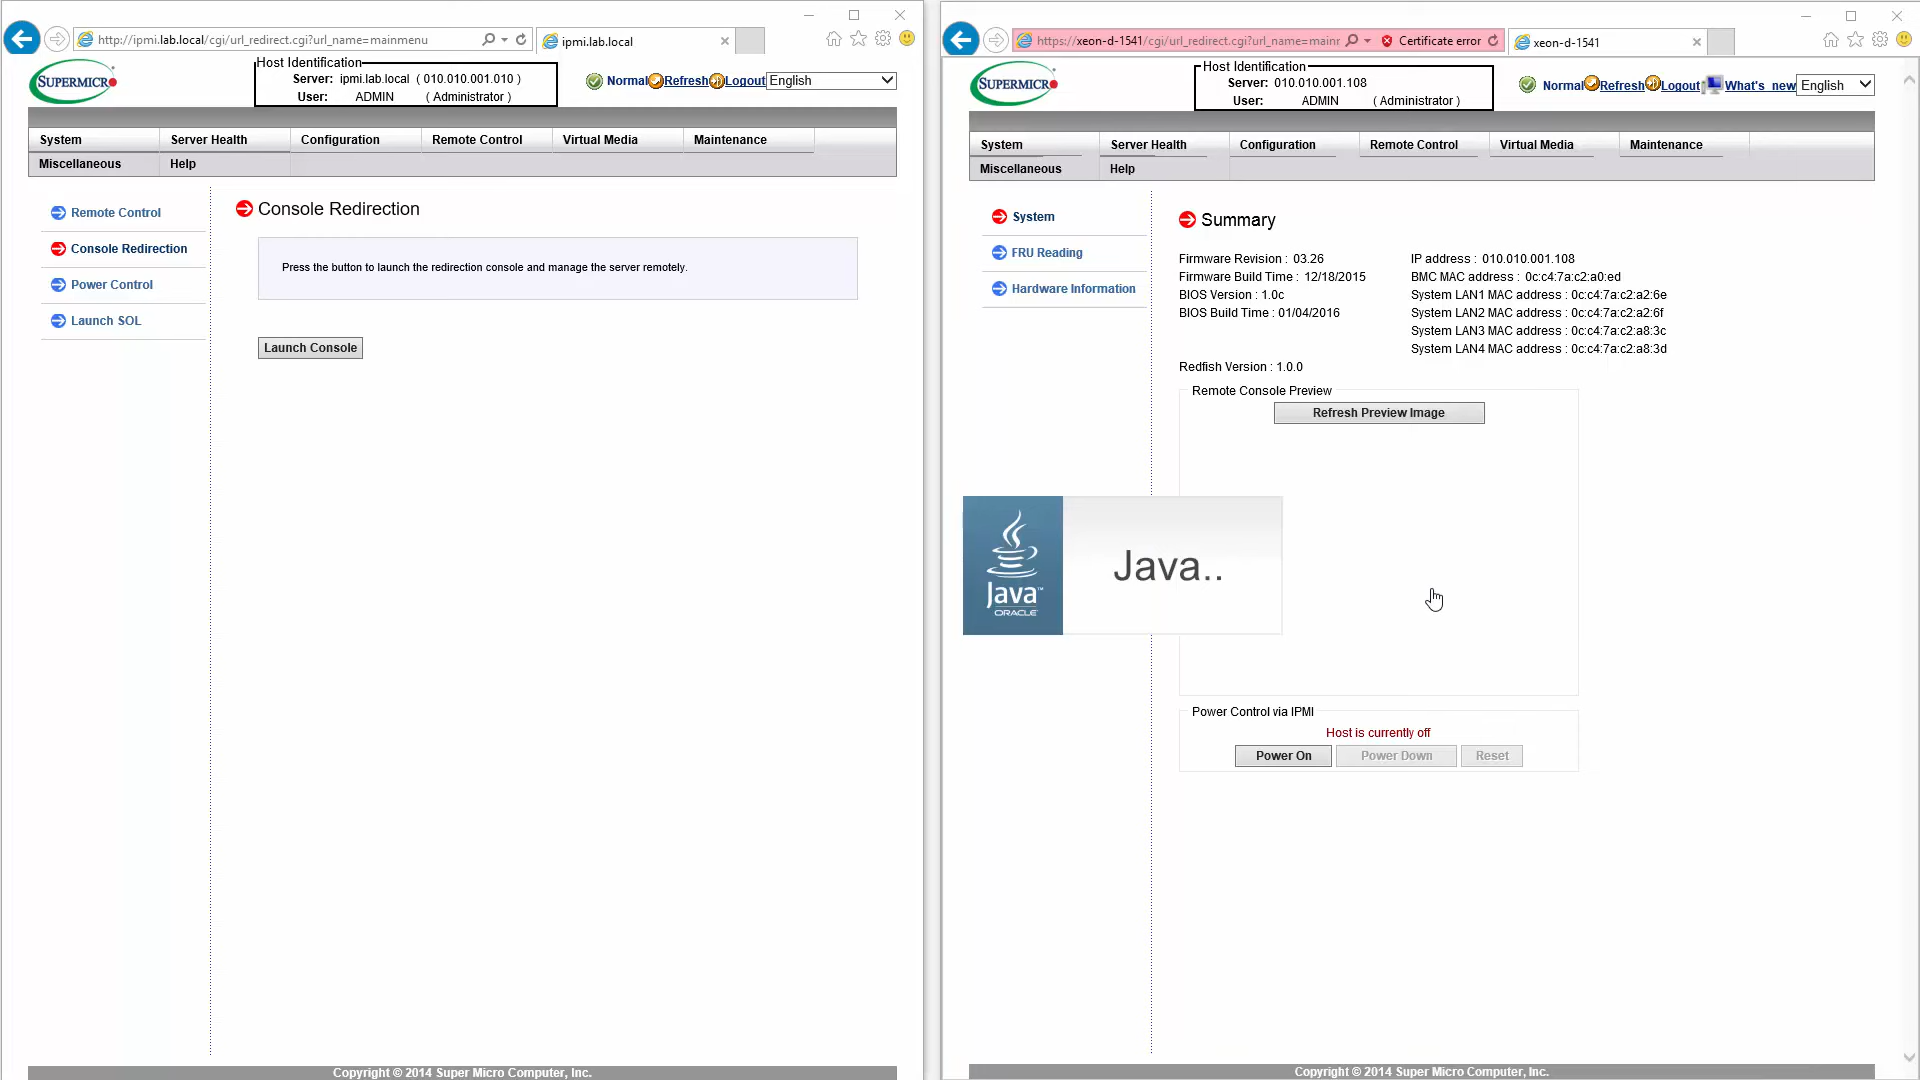 http://ipmi.lab.local/cgi/url_redirect.cgi?url_name=mainmenu
ipmi.lab.local
SUPERMICR
Host Identification
Server: ipmi.lab.local ( 010.010.001.010 )
User: ADMIN ( Administrator )
Normal Refresh Logout English
System Server Health Configuration Remote Control Virtual Media Maintenance
Miscellaneous Help
Remote Control
Console Redirection
Power Control
Launch SOL
Console Redirection
Press the button to launch the redirection console and manage the server remotely.
Launch Console
Copyright © 2014 Super Micro Computer, Inc.
https://xeon-d-1541/cgi/url_redirect.cgi?url_name=mainr Certificate error
xeon-d-1541
SUPERMICR
Host Identification
Server: 010.010.001.108
User: ADMIN ( Administrator )
Normal Refresh Logout What's new English
System Server Health Configuration Remote Control Virtual Media Maintenance
Miscellaneous Help
System
FRU Reading
Hardware Information
Summary
Firmware Revision : 03.26
Firmware Build Time : 12/18/2015
BIOS Version : 1.0c
BIOS Build Time : 01/04/2016
Redfish Version : 1.0.0
IP address : 010.010.001.108
BMC MAC address : 0c:c4:7a:c2:a0:ed
System LAN1 MAC address : 0c:c4:7a:c2:a2:6e
System LAN2 MAC address : 0c:c4:7a:c2:a2:6f
System LAN3 MAC address : 0c:c4:7a:c2:a8:3c
System LAN4 MAC address : 0c:c4:7a:c2:a8:3d
Remote Console Preview
Refresh Preview Image
Java™
ORACLE
Java..
Power Control via IPMI
Host is currently off
Power On Power Down Reset
Copyright © 2014 Super Micro Computer, Inc.